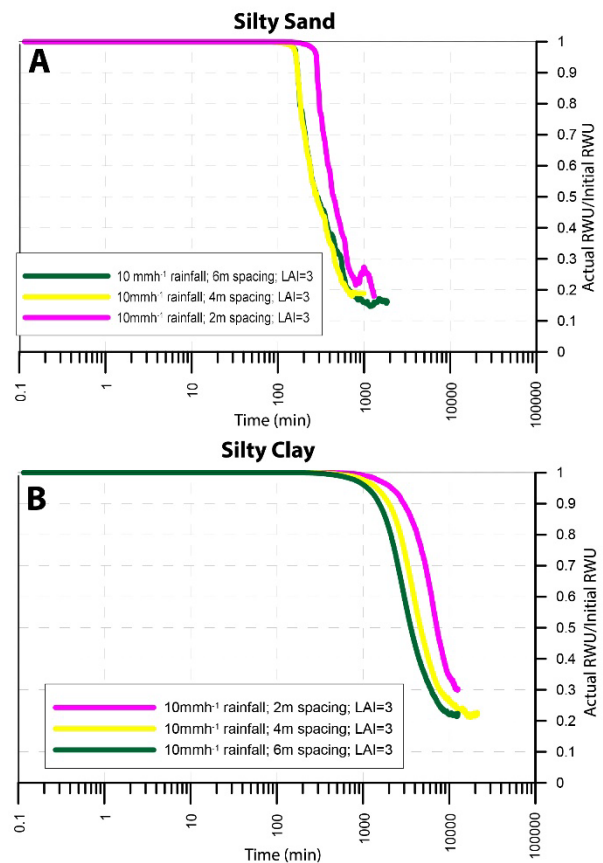 Silty Sand
A
1
0.9
0.8
0.7
0.6
0.5
0.4
0.3
0.2
0.1
0
Actual RWU/Initial RWU
10 mmh⁻¹ rainfall; 6m spacing; LAI=3
10mmh⁻¹ rainfall; 4m spacing; LAI=3
10mmh⁻¹ rainfall; 2m spacing; LAI=3
0.1
1
10
100
1000
10000
100000
Time (min)
Silty Clay
B
1
0.9
0.8
0.7
0.6
0.5
0.4
0.3
0.2
0.1
0
Actual RWU/Initial RWU
10mmh⁻¹ rainfall; 2m spacing; LAI=3
10mmh⁻¹ rainfall; 4m spacing; LAI=3
10mmh⁻¹ rainfall; 6m spacing; LAI=3
0.1
1
10
100
1000
10000
100000
Time (min)